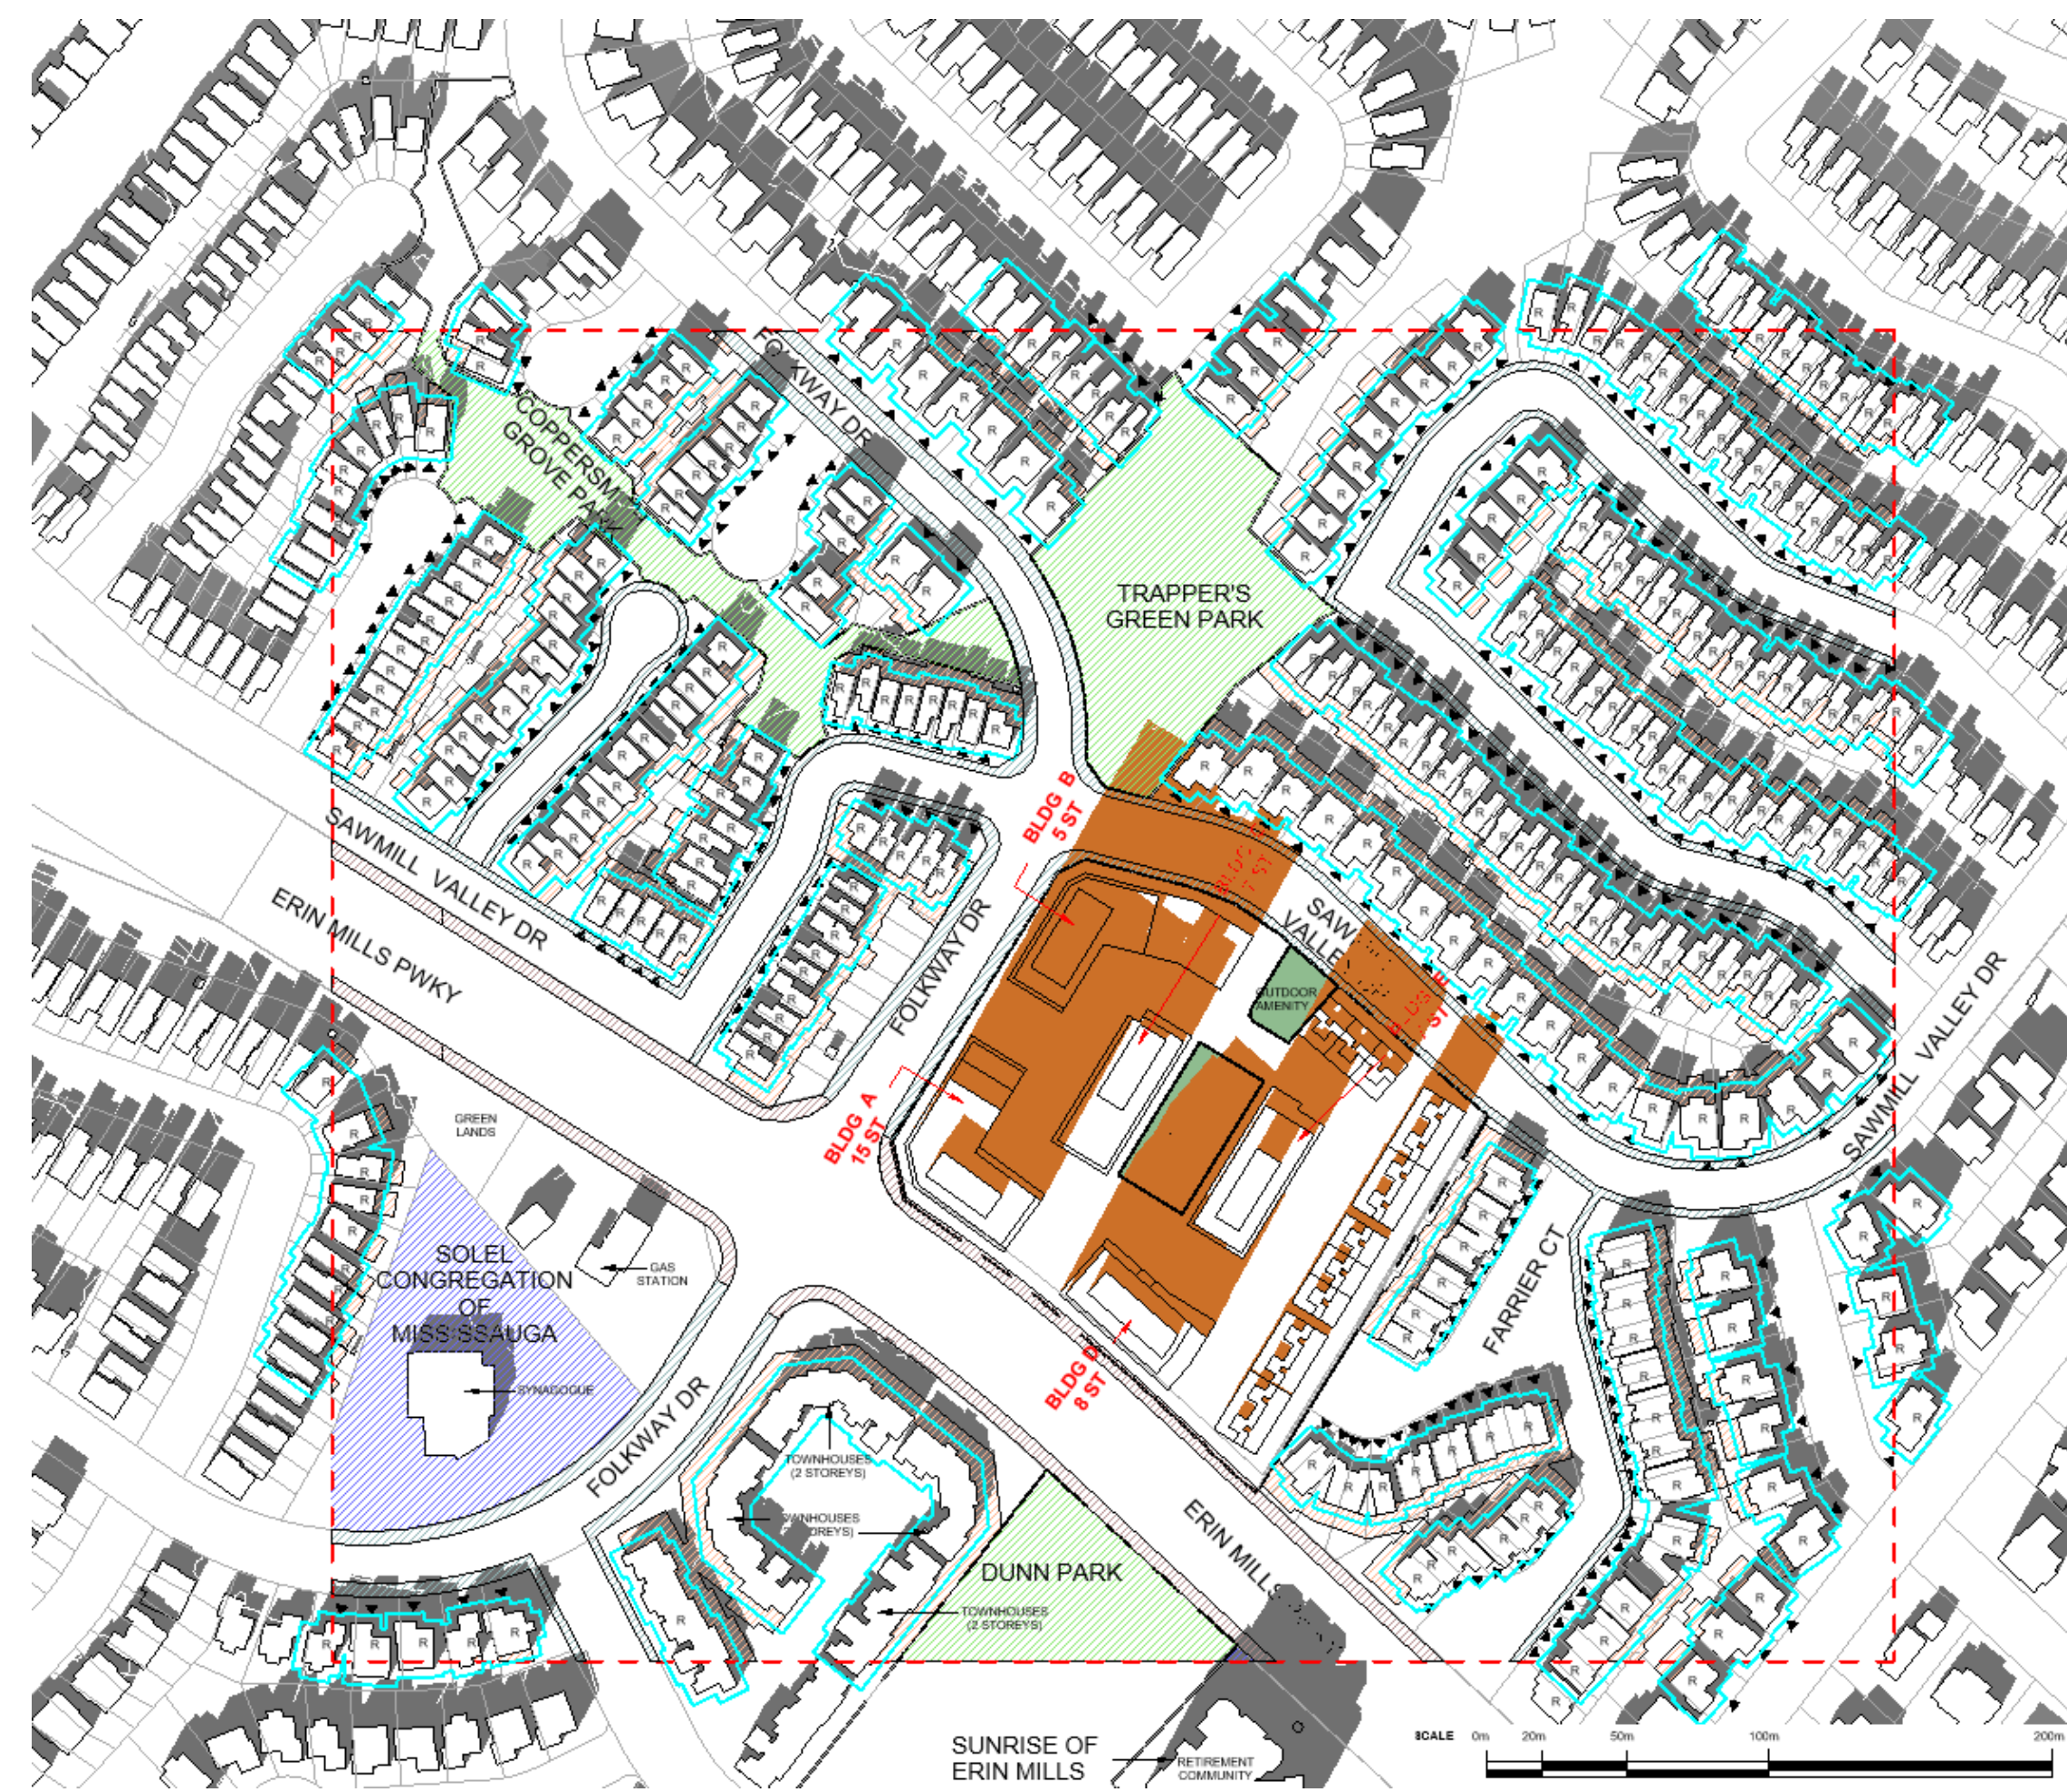 FOLKWAY DR
COPPERSMITH
GROVE PARK
TRAPPER'S
GREEN PARK
BLDG B
5 ST
SAWMILL VALLEY DR
ERIN MILLS PWKY
FOLKWAY DR
OUTDOOR
AMENITY
BLDG A
15 ST
SAWMILL VALLEY DR
GREEN
LANDS
SOLEL
CONGREGATION
OF
MISSISSAUGA
GAS
STATION
SYNAGOGUE
FARRIER CT
BLDG D
8 ST
FOLKWAY DR
TOWNHOUSES
(2 STOREYS)
TOWNHOUSES
ERIN MILLS
DUNN PARK
TOWNHOUSES
(2 STOREYS)
SUNRISE OF
ERIN MILLS
RETIREMENT
COMMUNITY
SCALE 0m 20m 50m 100m 200m